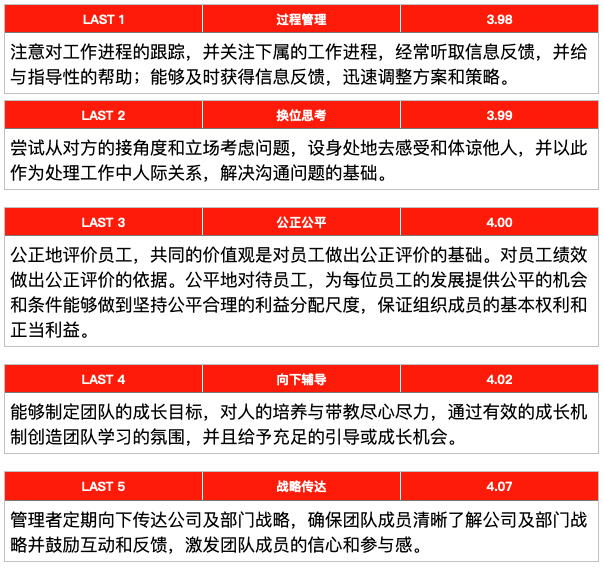 LAST 1 过程管理 3.98
注意对工作进程的跟踪，并关注下属的工作进程，经常听取信息反馈，并给
与指导性的帮助；能够及时获得信息反馈，迅速调整方案和策略。
LAST 2 换位思考 3.99
尝试从对方的接角度和立场考虑问题，设身处地去感受和体谅他人，并以此
作为处理工作中人际关系，解决沟通问题的基础。
LAST 3 公正公平 4.00
公正地评价员工，共同的价值观是对员工做出公正评价的基础。对员工绩效
做出公正评价的依据。公平地对待员工，为每位员工的发展提供公平的机会
和条件能够做到坚持公平合理的利益分配尺度，保证组织成员的基本权利和
正当利益。
LAST 4 向下辅导 4.02
能够制定团队的成长目标，对人的培养与带教尽心尽力，通过有效的成长机
制创造团队学习的氛围，并且给予充足的引导或成长机会。
LAST 5 战略传达 4.07
管理者定期向下传达公司及部门战略，确保团队成员清晰了解公司及部门战
略并鼓励互动和反馈，激发团队成员的信心和参与感。